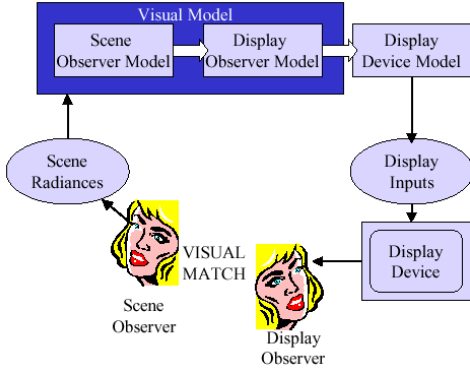 Visual Model
Scene
Observer Model
Display
Observer Model
Display
Device Model
Scene
Radiances
Display
Inputs
VISUAL
MATCH
Display
Device
Scene
Observer
Display
Observer